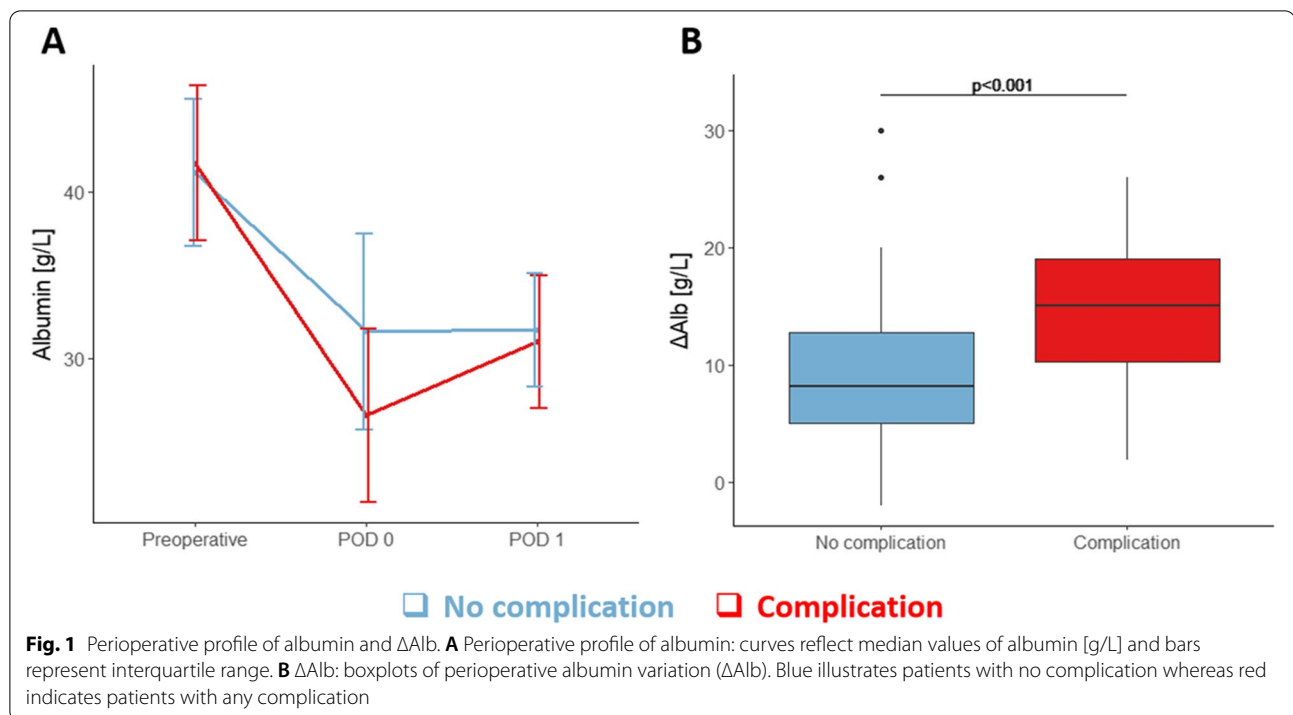 A
B
Albumin [g/L]
40
30
Preoperative
POD 0
POD 1
p<0.001
ΔAlb [g/L]
30
20
10
0
No complication
Complication
❑ No complication ❑ Complication
Fig. 1 Perioperative profile of albumin and ΔAlb. A Perioperative profile of albumin: curves reflect median values of albumin [g/L] and bars
represent interquartile range. B ΔAlb: boxplots of perioperative albumin variation (ΔAlb). Blue illustrates patients with no complication whereas red
indicates patients with any complication